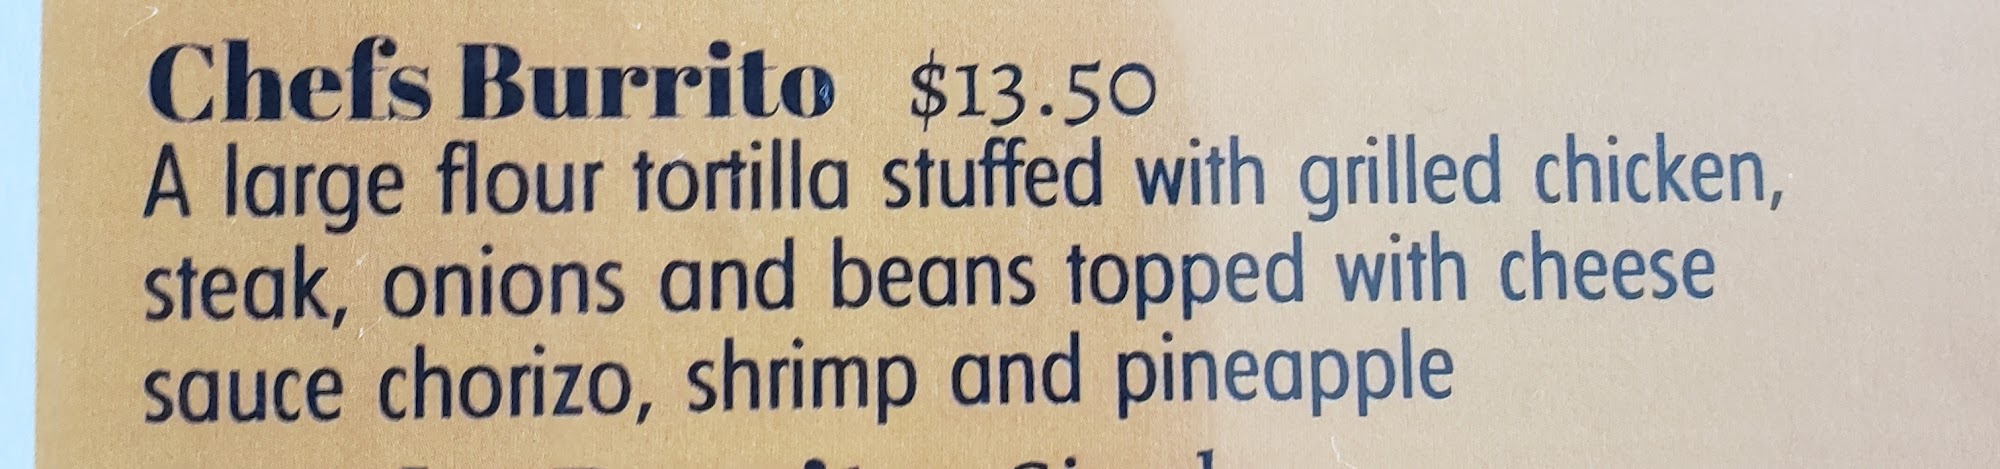 Chefs Burrito $13.50
A large flour tortilla stuffed with grilled chicken,
steak, onions and beans topped with cheese
sauce chorizo, shrimp and pineapple